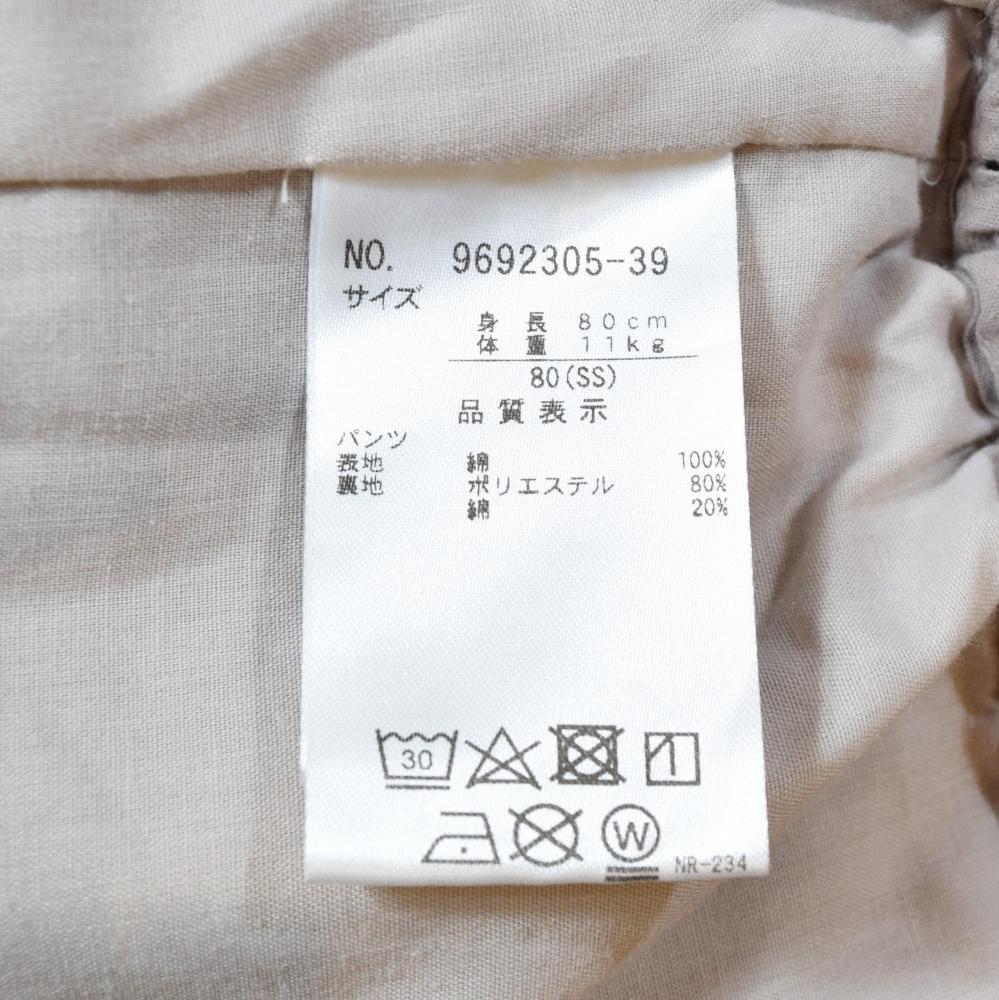 NO. 9692305-39
サイズ
身長 80cm
体重 11kg
80(SS)
品質表示
パンツ
表地 綿 100%
裏地 ポリエステル 80%
綿 20%
30
W
NR-234